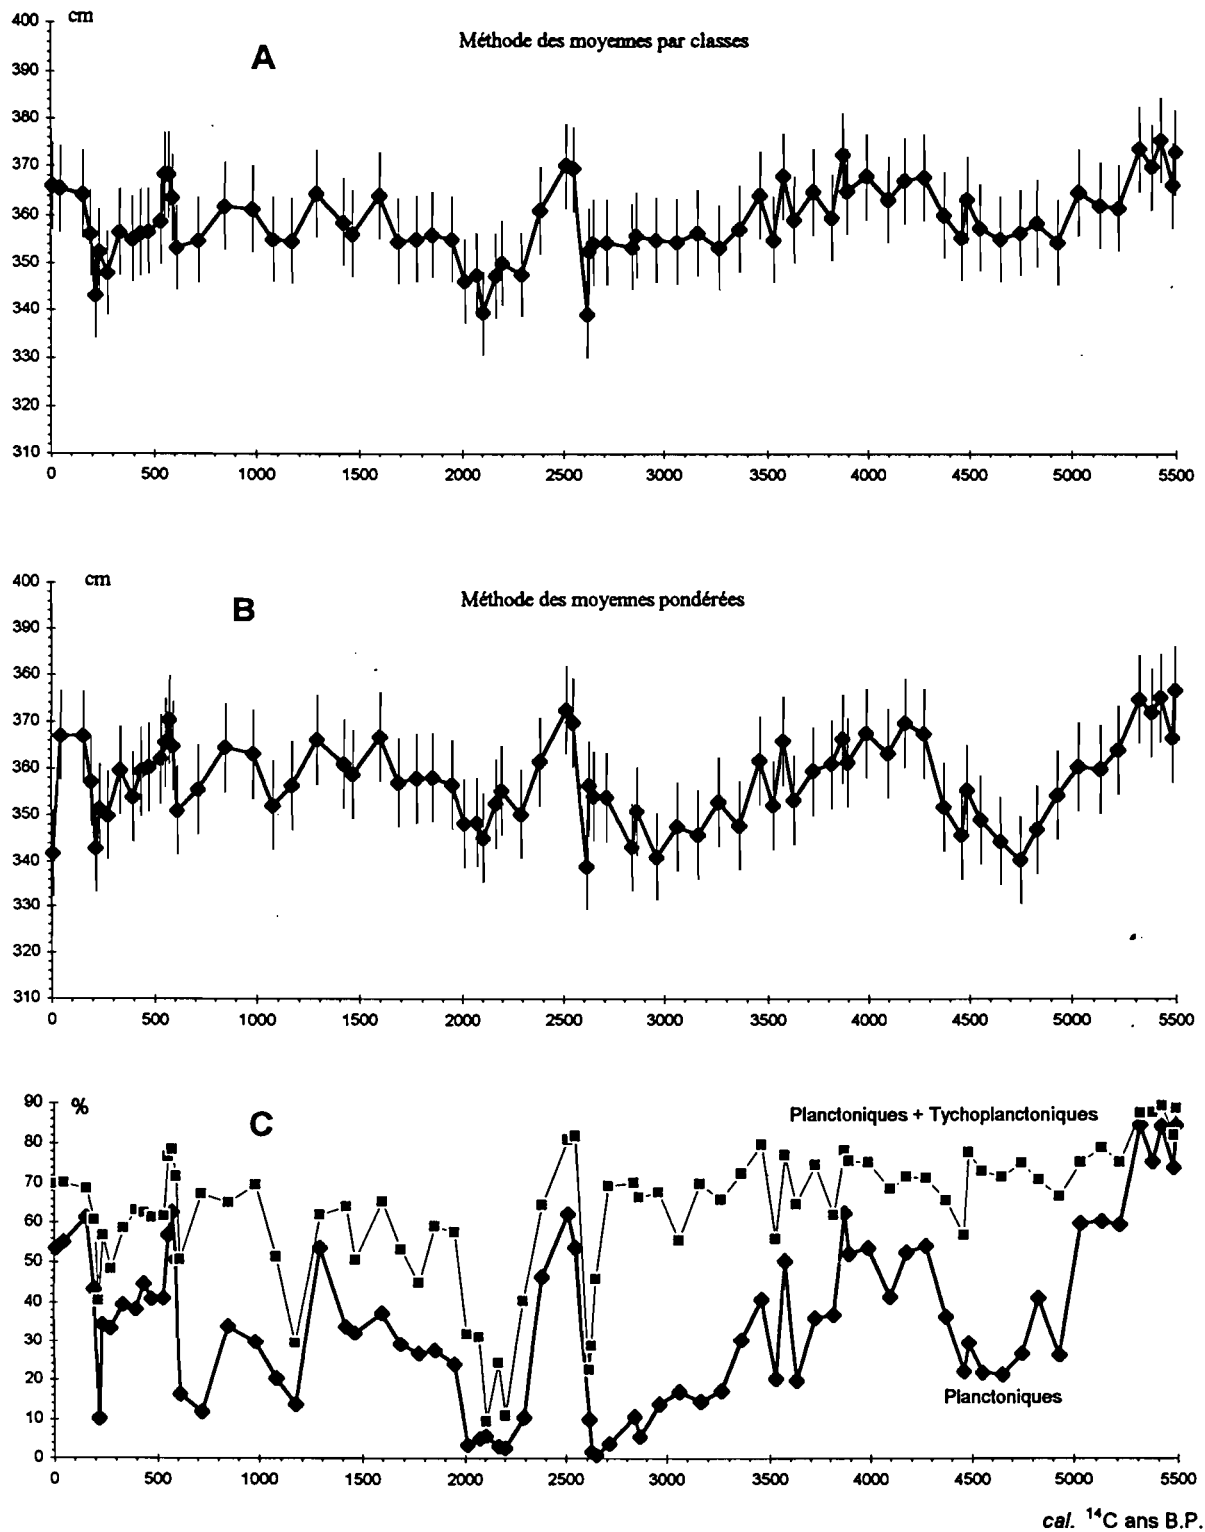 400 cm
Méthode des moyennes par classes
A
390
380
370
360
350
340
330
320
310
0 500 1000 1500 2000 2500 3000 3500 4000 4500 5000 5500
400 cm
B
Méthode des moyennes pondérées
390
360
370
360
350
340
330
320
310
0 500 1000 1500 2000 2500 3000 3500 4000 4500 5000 5500
90 %
C
Planctoniques + Tychoplanctoniques
80
70
60
50
40
30
20
Planctoniques
10
0
0 500 1000 1500 2000 2500 3000 3500 4000 4500 5000 5500
cal. ¹⁴C ans B.P.